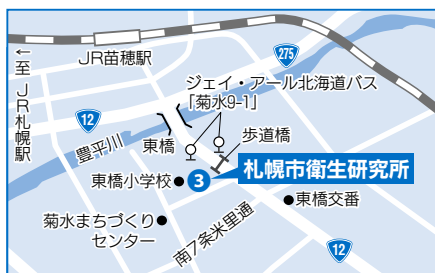 JR苗穂駅
275
←至 JR札幌駅
ジェイ・アール北海道バス
「菊水9-1」
12
豊平川
東橋
歩道橋
札幌市衛生研究所
東橋小学校
3
東橋交番
菊水まちづくり
センター
南7条米里通
12